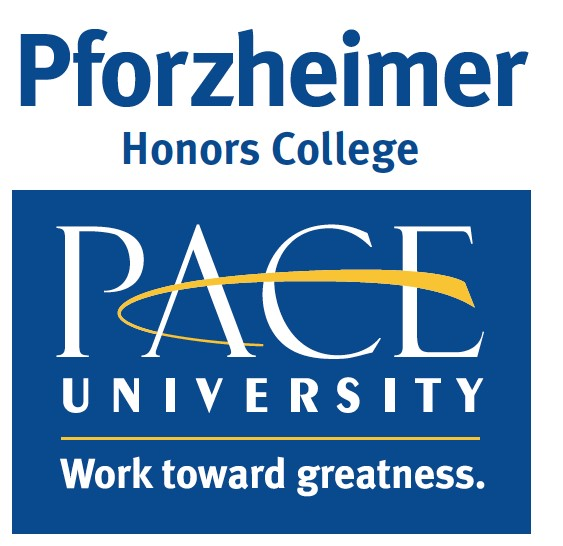 Pforzheimer
Honors College
PACE
UNIVERSITY
Work toward greatness.